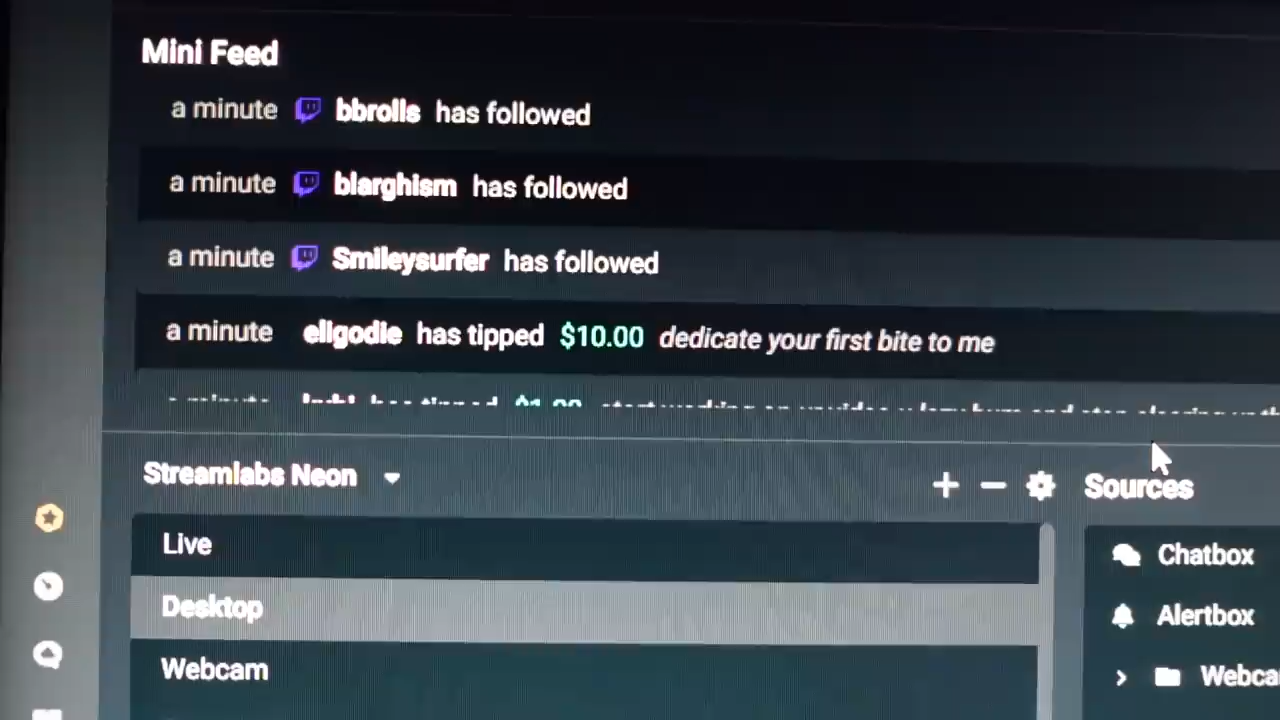 Mini Feed
a minute bbrolls has followed
a minute blarghism has followed
a minute Smileysurfer has followed
a minute eligodie has tipped $10.00 dedicate your first bite to me
Streamlabs Neon
Sources
Live
Chatbox
Desktop
Alertbox
Webcam
Webca